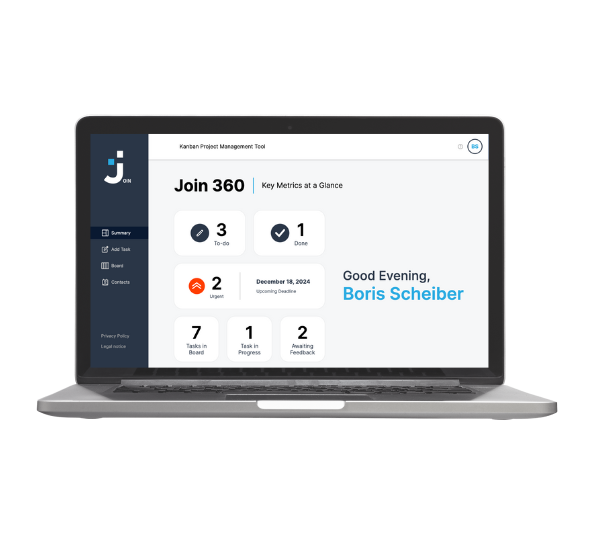 Kanban Project Management Tool
BS
J
OIN
Join 360
Key Metrics at a Glance
Summary
Add Task
Board
Contacts
3
To-do
1
Done
2
Urgent
December 18, 2024
Upcoming Deadline
Good Evening,
Boris Scheiber
7
Tasks in
Board
1
Task in
Progress
2
Awaiting
Feedback
Privacy Policy
Legal notice